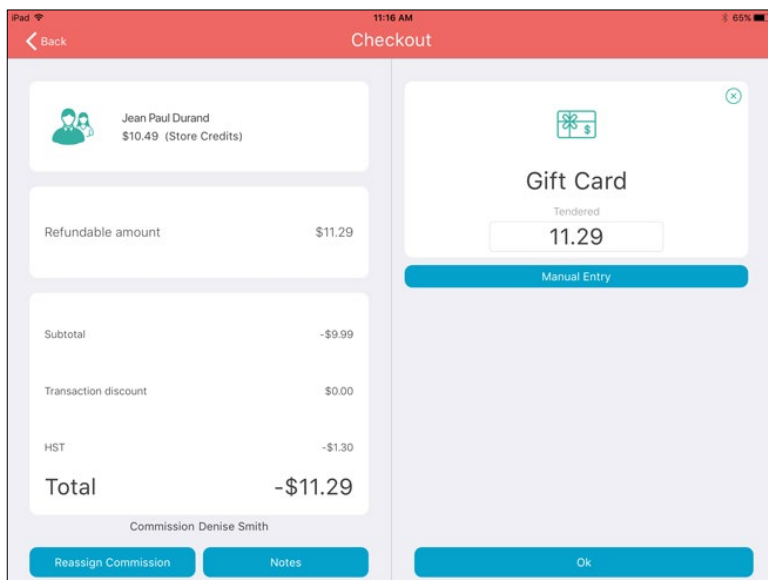 iPad 11:16 AM 65%
Back Checkout
Jean Paul Durand
$10.49 (Store Credits)
Refundable amount $11.29
Subtotal -$9.99
Transaction discount $0.00
HST -$1.30
Total -$11.29
Commission Denise Smith
Reassign Commission Notes
$
Gift Card
Tendered
11.29
Manual Entry
Ok